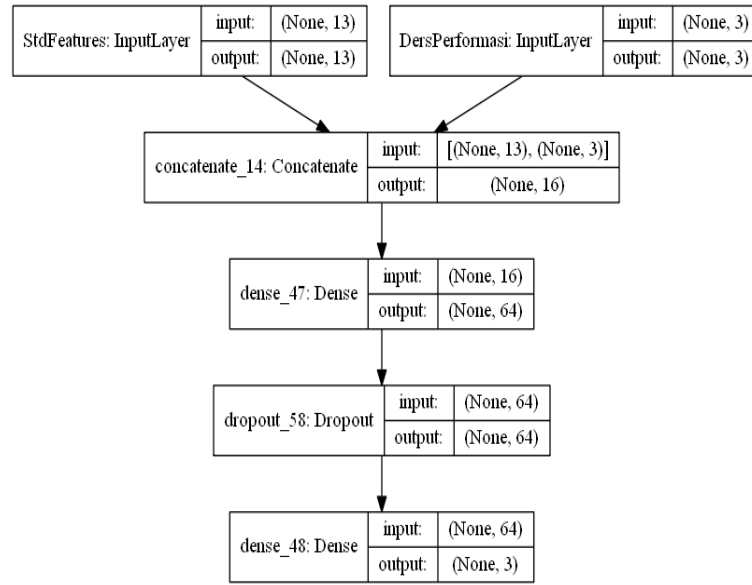 StdFeatures: InputLayer
input: (None, 13)
output: (None, 13)
DersPerformasi: InputLayer
input: (None, 3)
output: (None, 3)
concatenate_14: Concatenate
input: [(None, 13), (None, 3)]
output: (None, 16)
dense_47: Dense
input: (None, 16)
output: (None, 64)
dropout_58: Dropout
input: (None, 64)
output: (None, 64)
dense_48: Dense
input: (None, 64)
output: (None, 3)